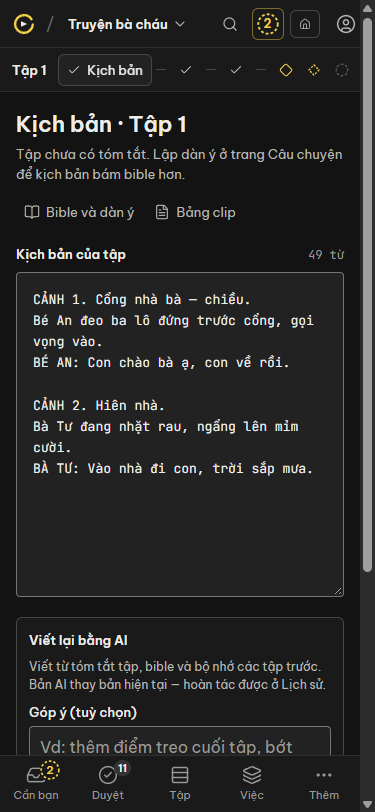 / Truyện bà cháu 2
Tập 1 Kịch bản
Kịch bản · Tập 1
Tập chưa có tóm tắt. Lập dàn ý ở trang Câu chuyện
để kịch bản bám bible hơn.
Bible và dàn ý Bảng clip
Kịch bản của tập 49 từ
CẢNH 1. Cổng nhà bà — chiều.
Bé An đeo ba lô đứng trước cổng, gọi
vọng vào.
BÉ AN: Con chào bà ạ, con về rồi.
CẢNH 2. Hiên nhà.
Bà Tư đang nhặt rau, ngẩng lên mỉm
cười.
BÀ TƯ: Vào nhà đi con, trời sắp mưa.
Viết lại bằng AI
Viết từ tóm tắt tập, bible và bộ nhớ các tập trước.
Bản AI thay bản hiện tại — hoàn tác được ở Lịch sử.
Góp ý (tuỳ chọn)
Vd: thêm điểm treo cuối tập, bớt
2 11
Cần bạn Duyệt Tập Việc Thêm